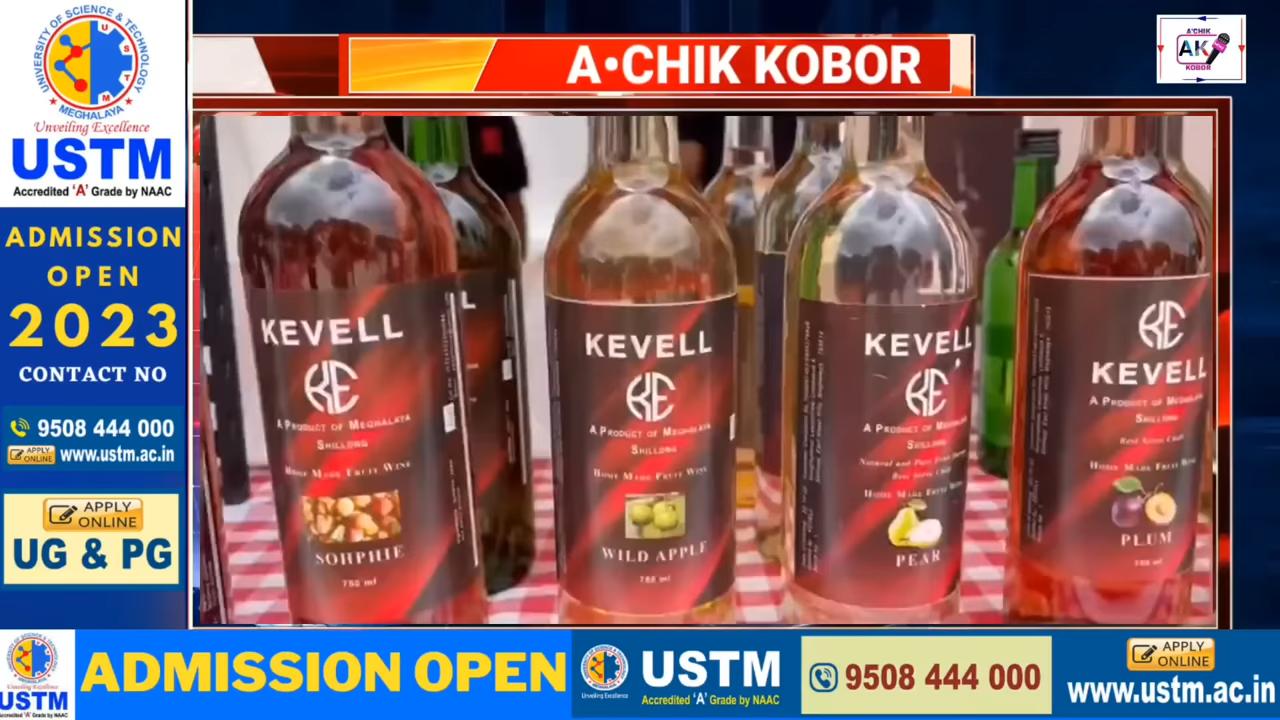 UNIVERSITY OF SCIENCE & TECHNOLOGY
MEGHALAYA
USTM
Unveiling Excellence
USTM
Accredited 'A' Grade by NAAC
ADMISSION
OPEN
2023
CONTACT NO
9508 444 000
APPLY ONLINE
www.ustm.ac.in
APPLY
ONLINE
UG & PG
A•CHIK KOBOR
A'CHIK
AK
KOBOR
KEVELL
KE
A PRODUCT OF MEGHALAYA
SHILLONG
HOME MADE FRUIT WINE
SOHPHIE
750 ml
L
KEVELL
KE
A PRODUCT OF MEGHALAYA
SHILLONG
HOME MADE FRUIT WINE
WILD APPLE
KEVELL
KE
A PRODUCT OF MEGHALAYA
SHILLONG
HOME MADE FRUIT WINE
PEAR
KE
KEVELL
A PRODUCT OF MEGHALAYA
SHILLONG
HOME MADE FRUIT WINE
PLUM
USTM
ADMISSION OPEN
Unveiling Excellence
USTM
Accredited 'A' Grade by NAAC
9508 444 000
APPLY
ONLINE
www.ustm.ac.in